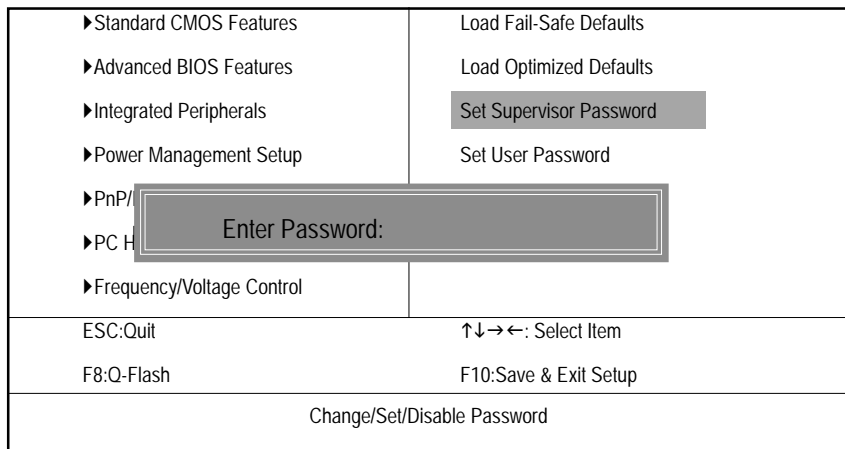 ▶Standard CMOS Features
▶Advanced BIOS Features
▶Integrated Peripherals
▶Power Management Setup
▶PnP/
▶PC H
▶Frequency/Voltage Control
Load Fail-Safe Defaults
Load Optimized Defaults
Set Supervisor Password
Set User Password
Enter Password:
ESC:Quit
↑↓→←: Select Item
F8:Q-Flash
F10:Save & Exit Setup
Change/Set/Disable Password